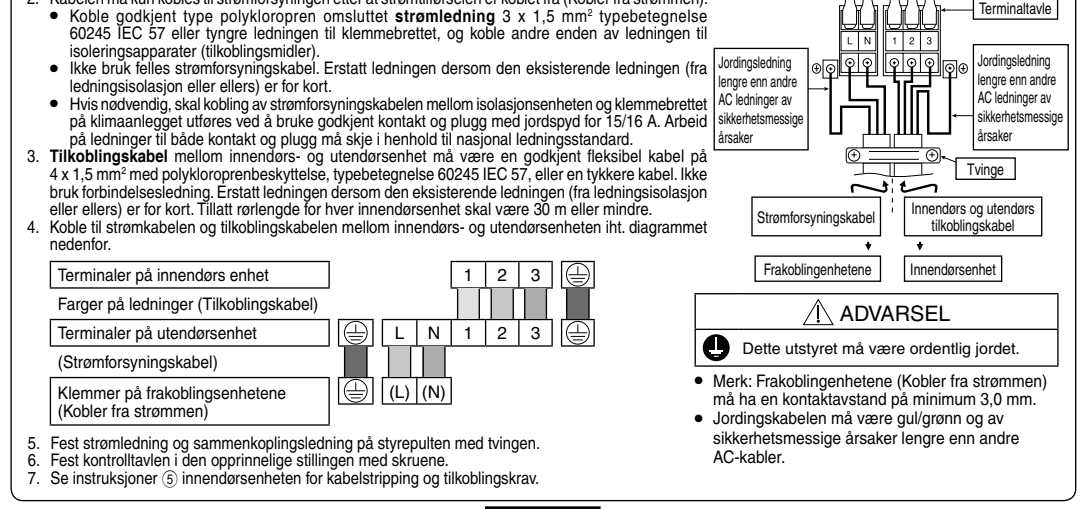 2. Kabelen må kun kobles til strømforsyningen etter at strømtilførselen er koblet fra (Kobler fra strømmen).
• Koble godkjent type polykloropren omsluttet strømledning 3 x 1,5 mm² typebetegnelse
60245 IEC 57 eller tyngre ledningen til klemmebrettet, og koble andre enden av ledningen til
isoleringsapparater (tilkoblingsmidler).
• Ikke bruk felles strømforsyningskabel. Erstatt ledningen dersom den eksisterende ledningen (fra
ledningsisolasjon eller ellers) er for kort.
• Hvis nødvendig, skal kobling av strømforsyningskabelen mellom isolasjonsenheten og klemmebrettet
på klimaanlegget utføres ved å bruke godkjent kontakt og plugg med jordspyd for 15/16 A. Arbeid
på ledninger til både kontakt og plugg må skje i henhold til nasjonal ledningsstandard.
3. Tilkoblingskabel mellom innendørs- og utendørsenhet må være en godkjent fleksibel kabel på
4 x 1,5 mm² med polykloroprenbeskyttelse, typebetegnelse 60245 IEC 57, eller en tykkere kabel. Ikke
bruk forbindelsesledning. Erstatt ledningen dersom den eksisterende ledningen (fra ledningsisolasjon
eller ellers) er for kort. Tillatt rørlengde for hver innendørsenhet skal være 30 m eller mindre.
4. Koble til strømkabelen og tilkoblingskabelen mellom innendørs- og utendørsenheten iht. diagrammet
nedenfor.
Terminaler på innendørs enhet 1 2 3
Farger på ledninger (Tilkoblingskabel)
Terminaler på utendørsenhet L N 1 2 3
(Strømforsyningskabel)
Klemmer på frakoblingsenhetene (L) (N)
(Kobler fra strømmen)
5. Fest strømledning og sammenkoplingsledning på styrepulten med tvingen.
6. Fest kontrolltavlen i den opprinnelige stillingen med skruene.
7. Se instruksjoner ⑤ innendørsenheten for kabelstripping og tilkoblingskrav.
Terminaltavle
L N 1 2 3
Jordingsledning
lengre enn andre
AC ledninger av
sikkerhetsmessige
årsaker
Jordingsledning
lengre enn andre
AC ledninger av
sikkerhetsmessige
årsaker
Tvinge
Strømforsyningskabel
Innendørs og utendørs
tilkoblingskabel
Frakoblingenhetene
Innendørsenhet
ADVARSEL
Dette utstyret må være ordentlig jordet.
• Merk: Frakoblingenhetene (Kobler fra strømmen)
må ha en kontaktavstand på minimum 3,0 mm.
• Jordingskabelen må være gul/grønn og av
sikkerhetsmessige årsaker lengre enn andre
AC-kabler.